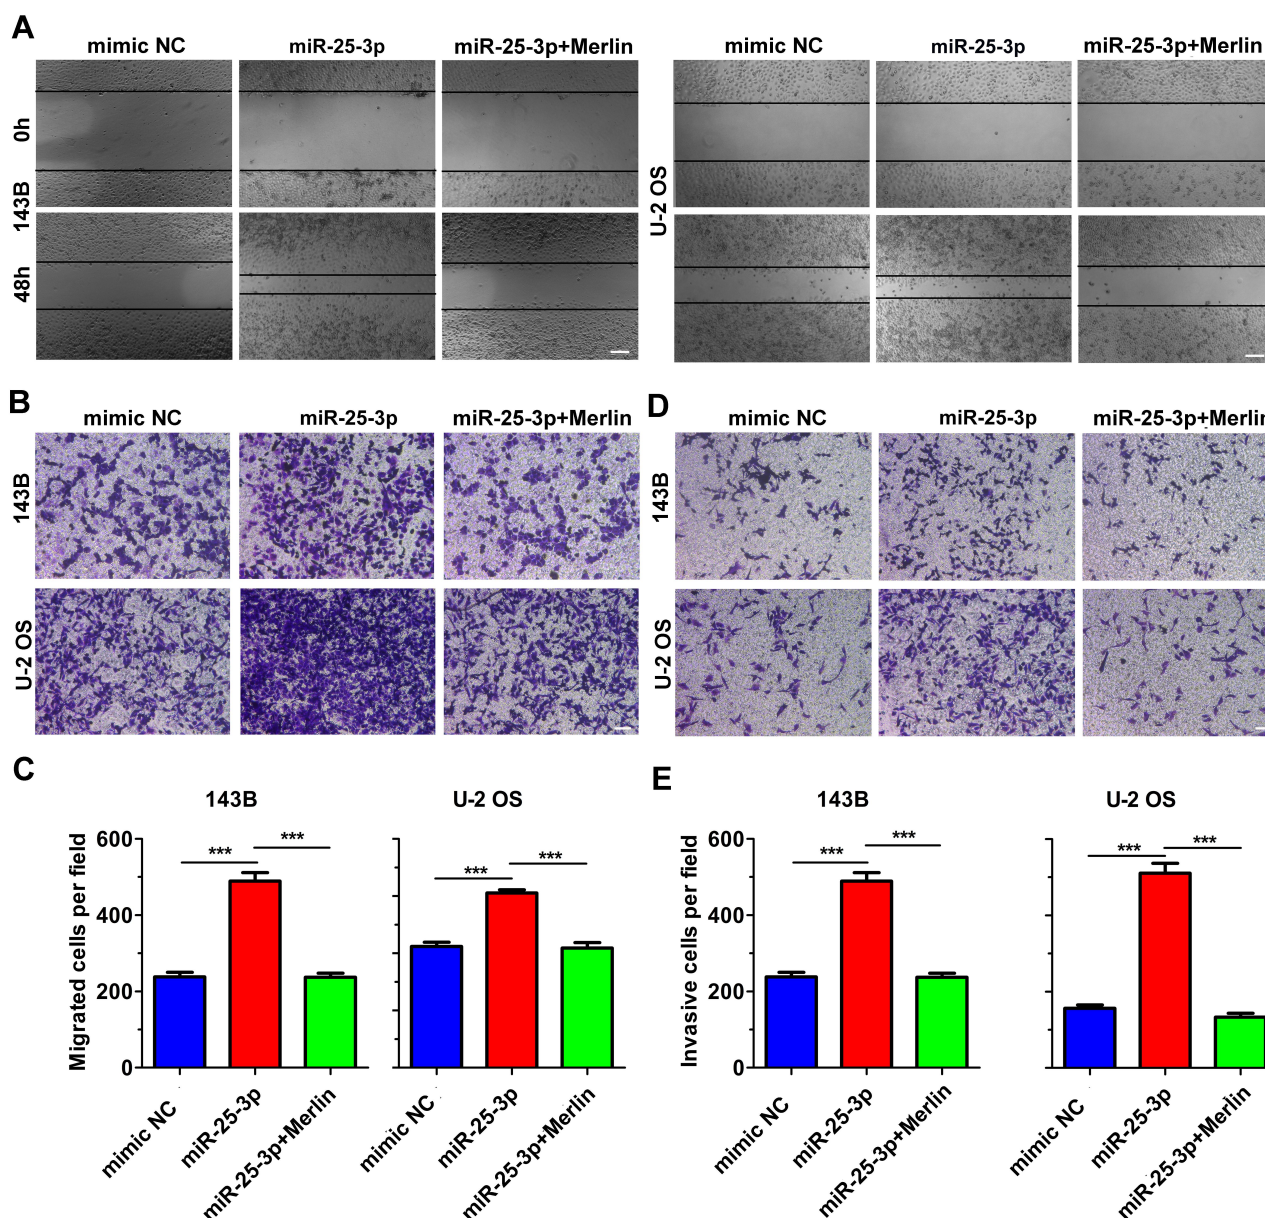 A
mimic NC miR-25-3p miR-25-3p+Merlin mimic NC miR-25-3p miR-25-3p+Merlin
0h
143B
48h
U-2 OS
B
mimic NC miR-25-3p miR-25-3p+Merlin
143B
U-2 OS
D
mimic NC miR-25-3p miR-25-3p+Merlin
143B
U-2 OS
C
143B U-2 OS
Migrated cells per field
600
400
200
0
*** *** *** ***
mimic NC miR-25-3p miR-25-3p+Merlin mimic NC miR-25-3p miR-25-3p+Merlin
E
143B U-2 OS
Invasive cells per field
600
400
200
0
*** *** *** ***
mimic NC miR-25-3p miR-25-3p+Merlin mimic NC miR-25-3p miR-25-3p+Merlin